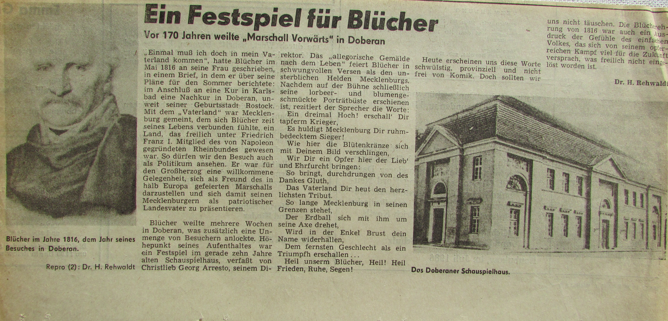 Ein Festspiel für Blücher
Vor 170 Jahren weilte „Marschall Vorwärts" in Doberan
„Einmal muß ich doch in mein Va-
terland kommen", hatte Blücher im
Mai 1816 an seine Frau geschrieben,
in einem Brief, in dem er über seine
Pläne für den Sommer berichtete:
im Anschluß an eine Kur in Karls-
bad eine Nachkur in Doberan, un-
weit seiner Geburtsstadt Rostock.
Mit dem „Vaterland" war Mecklen-
burg gemeint, dem sich Blücher zeit
seines Lebens verbunden fühlte, ein
Land, das freilich unter Friedrich
Franz I. Mitglied des von Napoleon
gegründeten Rheinbundes gewesen
war. So dürfen wir den Besuch auch
als Politikum ansehen. Er war für
den Großherzog eine willkommene
Gelegenheit, sich als Freund des in
halb Europa gefeierten Marschalls
darzustellen und sich damit seinen
Mecklenburgern als patriotischer
Landesvater zu präsentieren.
Blücher weilte mehrere Wochen
in Doberan, was zusätzlich eine Un-
menge von Besuchern anlockte. Hö-
hepunkt seines Aufenthaltes war
ein Festspiel im gerade zehn Jahre
alten Schauspielhaus, verfaßt von
Christlieb Georg Arresto, seinem Di-
rektor. Das „allegorische Gemälde
nach dem Leben" feiert Blücher in
schwungvollen Versen als den un-
sterblichen Helden Mecklenburgs.
Nachdem auf der Bühne schließlich
seine lorbeer- und blumenge-
schmückte Porträtbüste erschienen
ist, rezitiert der Sprecher die Worte:
Ein dreimal Hoch! erschall' Dir
tapfern Krieger,
Es huldigt Mecklenburg Dir ruhm-
bedecktem Sieger!
Wie hier die Blütenkränze sich
mit Deinem Bild verschlingen,
Wir Dir ein Opfer hier der Lieb'
und Ehrfurcht bringen:
So bringt, durchdrungen von des
Dankes Gluth,
Das Vaterland Dir heut den herz-
lichsten Tribut.
So lange Mecklenburg in seinen
Grenzen stehet,
Der Erdball sich mit ihm um
seine Axe drehet,
Wird in der Enkel Brust dein
Name widerhallen,
Dem fernsten Geschlecht als ein
Triumpf erschallen . . .
Heil unserm Blücher, Heil! Heil
Frieden, Ruhe, Segen!
Heute erscheinen uns diese Worte
schwülstig, provinziell und nicht
frei von Komik. Doch sollten wir
uns nicht täuschen. Die Blücher-
rung von 1816 war auch ein
druck der Gefühle des einfachen
Volkes, das sich von seinem
reichen Kampf viel für die Zukunft
versprach, was freilich nicht
löst worden ist.
Dr. H. Rehwaldt
Blücher im Jahre 1816, dem Jahr seines
Besuches in Doberan.
Repro (2): Dr. H. Rehwaldt
Das Doberaner Schauspielhaus.